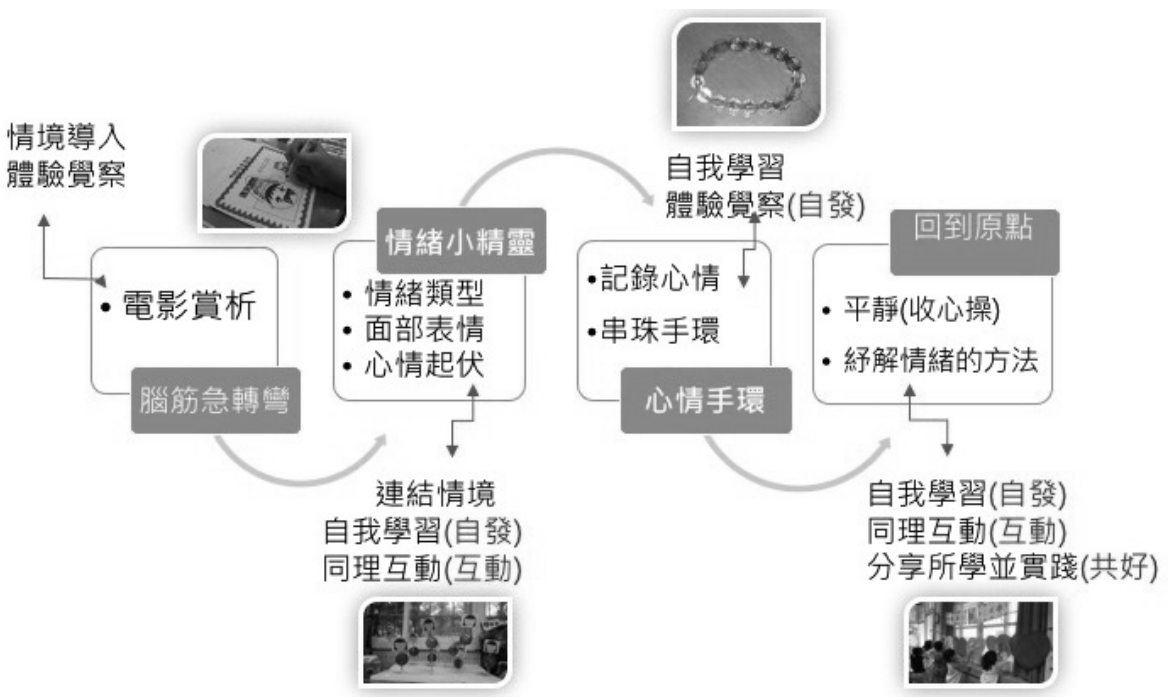 情境導入
體驗覺察
• 電影賞析
腦筋急轉彎
情緒小精靈
• 情緒類型
• 面部表情
• 心情起伏
連結情境
自我學習(自發)
同理互動(互動)
自我學習
體驗覺察(自發)
•記錄心情
•串珠手環
心情手環
回到原點
• 平靜(收心操)
• 紓解情緒的方法
自我學習(自發)
同理互動(互動)
分享所學並實踐(共好)